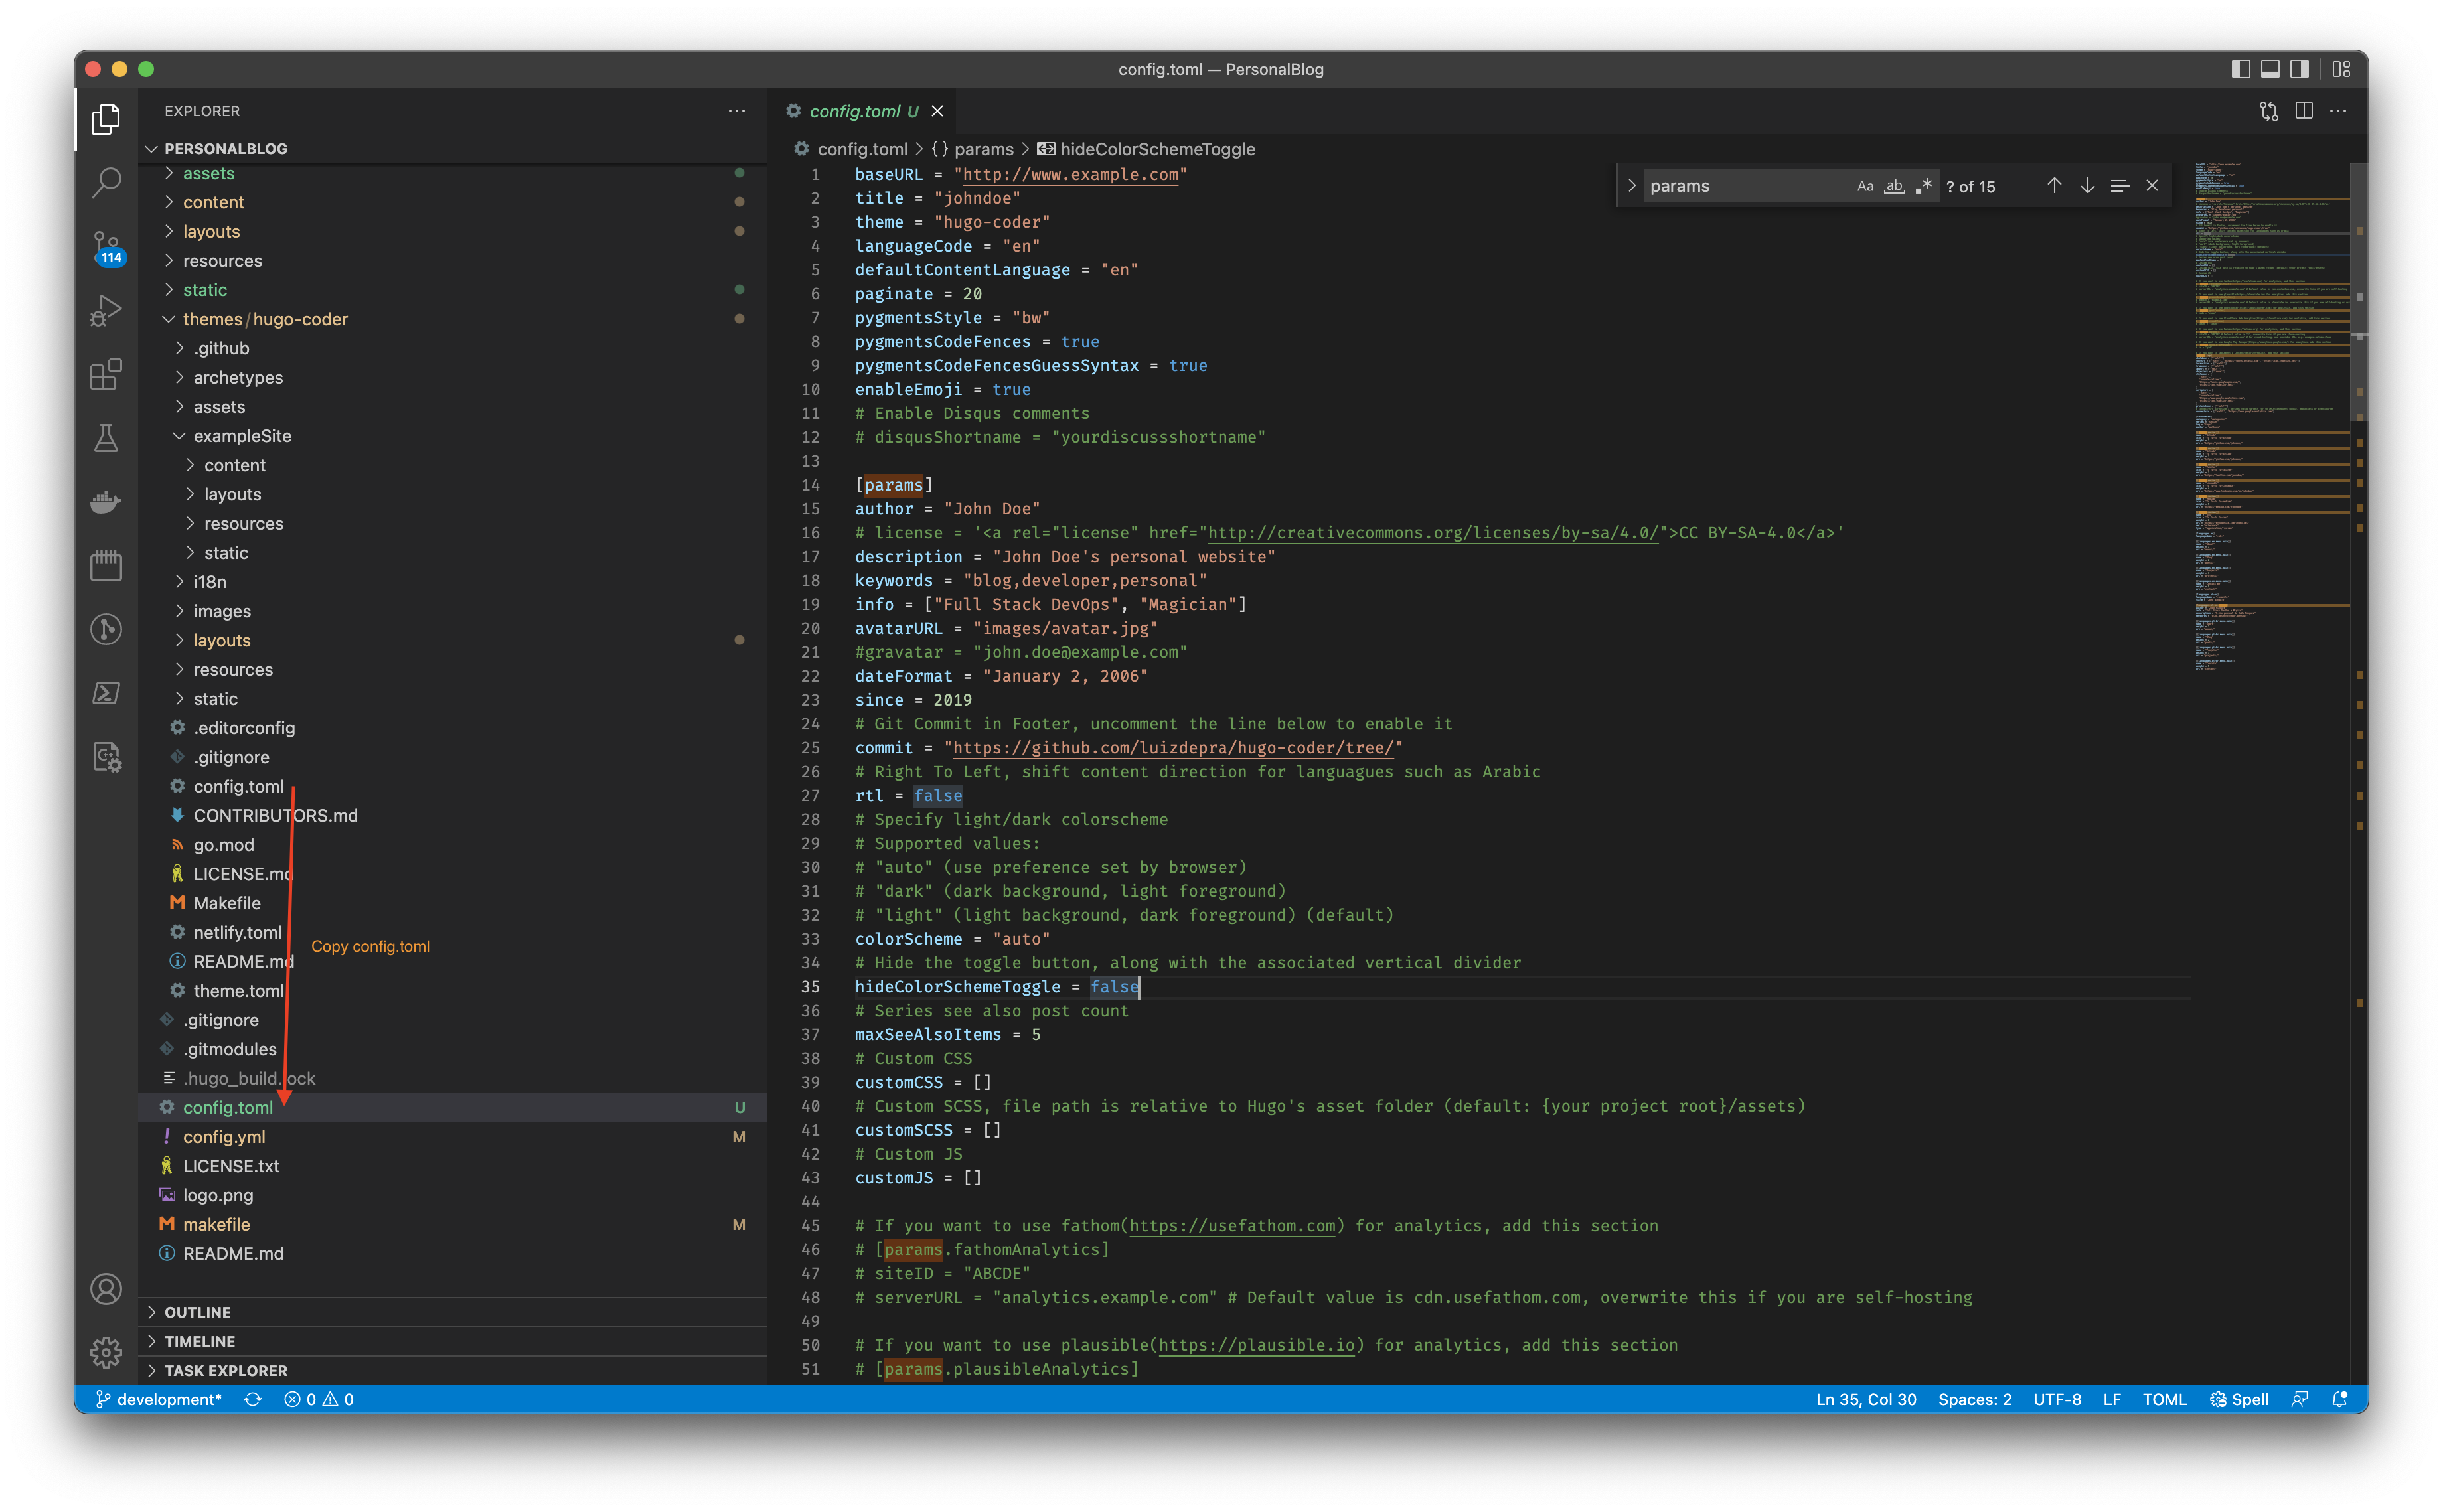 config.toml — PersonalBlog
EXPLORER
PERSONALBLOG
assets
content
layouts
resources
static
themes / hugo-coder
.github
archetypes
assets
exampleSite
content
layouts
resources
static
i18n
images
layouts
resources
static
.editorconfig
.gitignore
config.toml
CONTRIBUTORS.md
go.mod
LICENSE.md
Makefile
netlify.toml
Copy config.toml
README.md
theme.toml
.gitignore
.gitmodules
.hugo_build.lock
config.toml U
config.yml M
LICENSE.txt
logo.png
makefile M
README.md
OUTLINE
TIMELINE
TASK EXPLORER
114
config.toml U
config.toml > {} params > hideColorSchemeToggle
params Aa ab .* ? of 15
1 baseURL = "http://www.example.com"
2 title = "johndoe"
3 theme = "hugo-coder"
4 languageCode = "en"
5 defaultContentLanguage = "en"
6 paginate = 20
7 pygmentsStyle = "bw"
8 pygmentsCodeFences = true
9 pygmentsCodeFencesGuessSyntax = true
10 enableEmoji = true
11 # Enable Disqus comments
12 # disqusShortname = "yourdiscussshortname"
13
14 [params]
15 author = "John Doe"
16 # license = '<a rel="license" href="http://creativecommons.org/licenses/by-sa/4.0/">CC BY-SA-4.0</a>'
17 description = "John Doe's personal website"
18 keywords = "blog,developer,personal"
19 info = ["Full Stack DevOps", "Magician"]
20 avatarURL = "images/avatar.jpg"
21 #gravatar = "john.doe@example.com"
22 dateFormat = "January 2, 2006"
23 since = 2019
24 # Git Commit in Footer, uncomment the line below to enable it
25 commit = "https://github.com/luizdepra/hugo-coder/tree/"
26 # Right To Left, shift content direction for languagues such as Arabic
27 rtl = false
28 # Specify light/dark colorscheme
29 # Supported values:
30 # "auto" (use preference set by browser)
31 # "dark" (dark background, light foreground)
32 # "light" (light background, dark foreground) (default)
33 colorScheme = "auto"
34 # Hide the toggle button, along with the associated vertical divider
35 hideColorSchemeToggle = false
36 # Series see also post count
37 maxSeeAlsoItems = 5
38 # Custom CSS
39 customCSS = []
40 # Custom SCSS, file path is relative to Hugo's asset folder (default: {your project root}/assets)
41 customSCSS = []
42 # Custom JS
43 customJS = []
44
45 # If you want to use fathom(https://usefathom.com) for analytics, add this section
46 # [params.fathomAnalytics]
47 # siteID = "ABCDE"
48 # serverURL = "analytics.example.com" # Default value is cdn.usefathom.com, overwrite this if you are self-hosting
49
50 # If you want to use plausible(https://plausible.io) for analytics, add this section
51 # [params.plausibleAnalytics]
development* 0 0 Ln 35, Col 30 Spaces: 2 UTF-8 LF TOML Spell